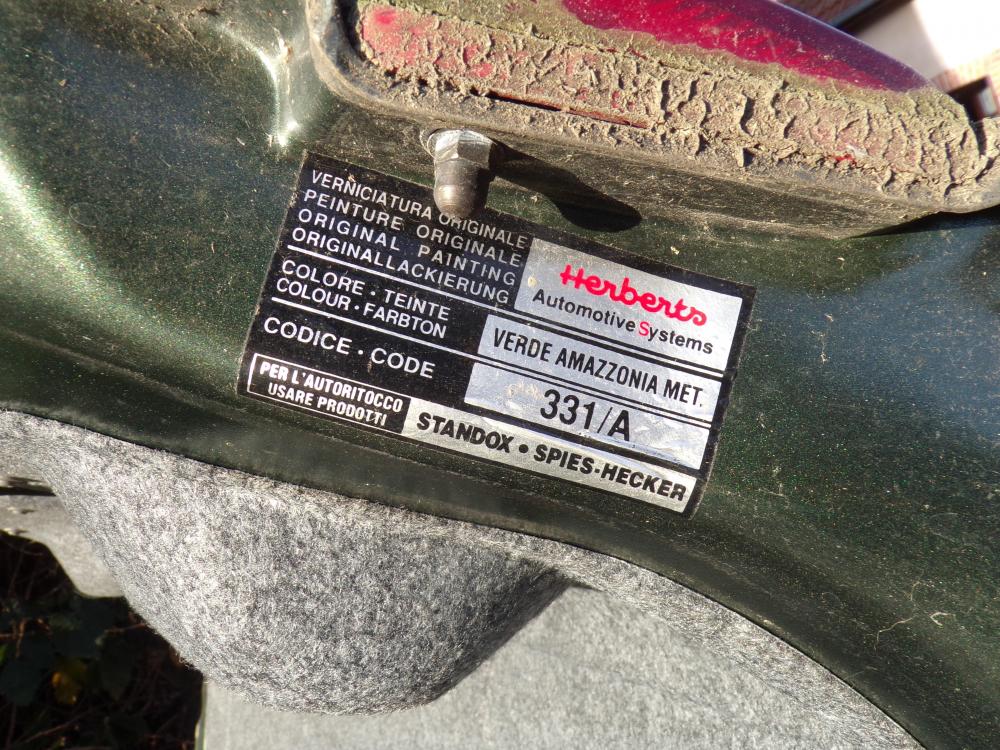 VERNICIATURA ORIGINALE
PEINTURE ORIGINALE
ORIGINAL PAINTING
ORIGINALLACKIERUNG
Herberts
Automotive Systems
COLORE · TEINTE
COLOUR · FARBTON
VERDE AMAZZONIA MET.
CODICE · CODE
331/A
PER L'AUTORITOCCO
USARE PRODOTTI
STANDOX • SPIES-HECKER